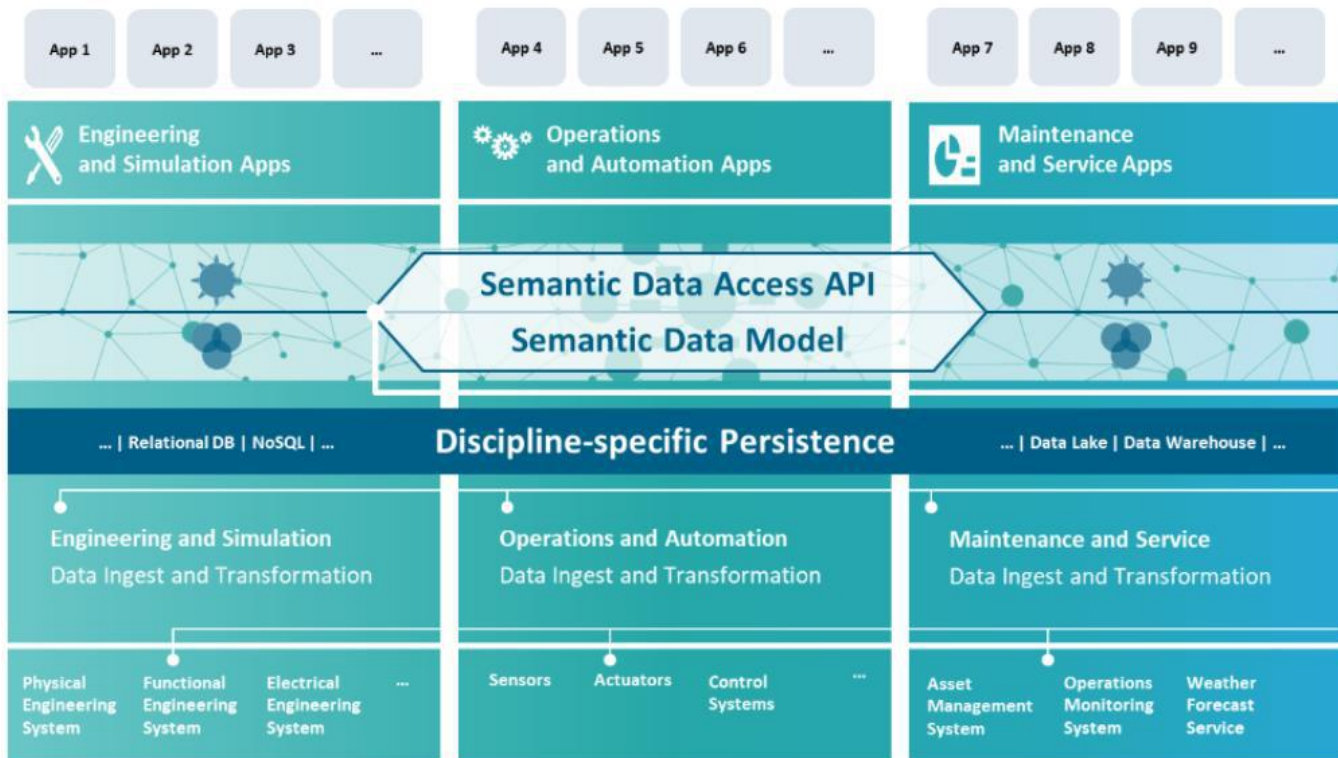 App 1
App 2
App 3
...
App 4
App 5
App 6
...
App 7
App 8
App 9
...
Engineering
and Simulation Apps
Operations
and Automation Apps
Maintenance
and Service Apps
Semantic Data Access API
Semantic Data Model
... | Relational DB | NoSQL | ...
Discipline-specific Persistence
... | Data Lake | Data Warehouse | ...
Engineering and Simulation
Data Ingest and Transformation
Operations and Automation
Data Ingest and Transformation
Maintenance and Service
Data Ingest and Transformation
Physical
Engineering
System
Functional
Engineering
System
Electrical
Engineering
System
...
Sensors
Actuators
Control
Systems
...
Asset
Management
System
Operations
Monitoring
System
Weather
Forecast
Service